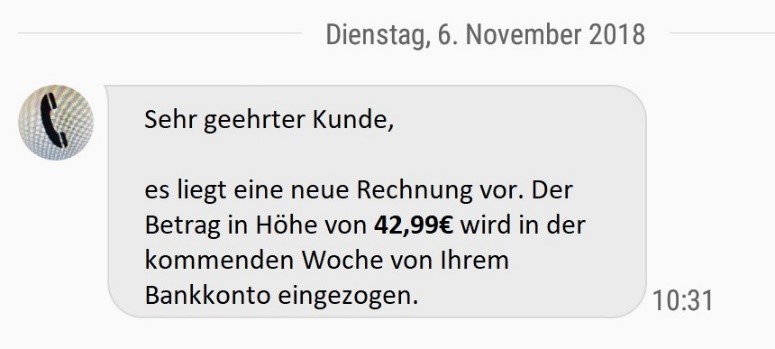 Dienstag, 6. November 2018
Sehr geehrter Kunde,
es liegt eine neue Rechnung vor. Der
Betrag in Höhe von 42,99€ wird in der
kommenden Woche von Ihrem
Bankkonto eingezogen.
10:31